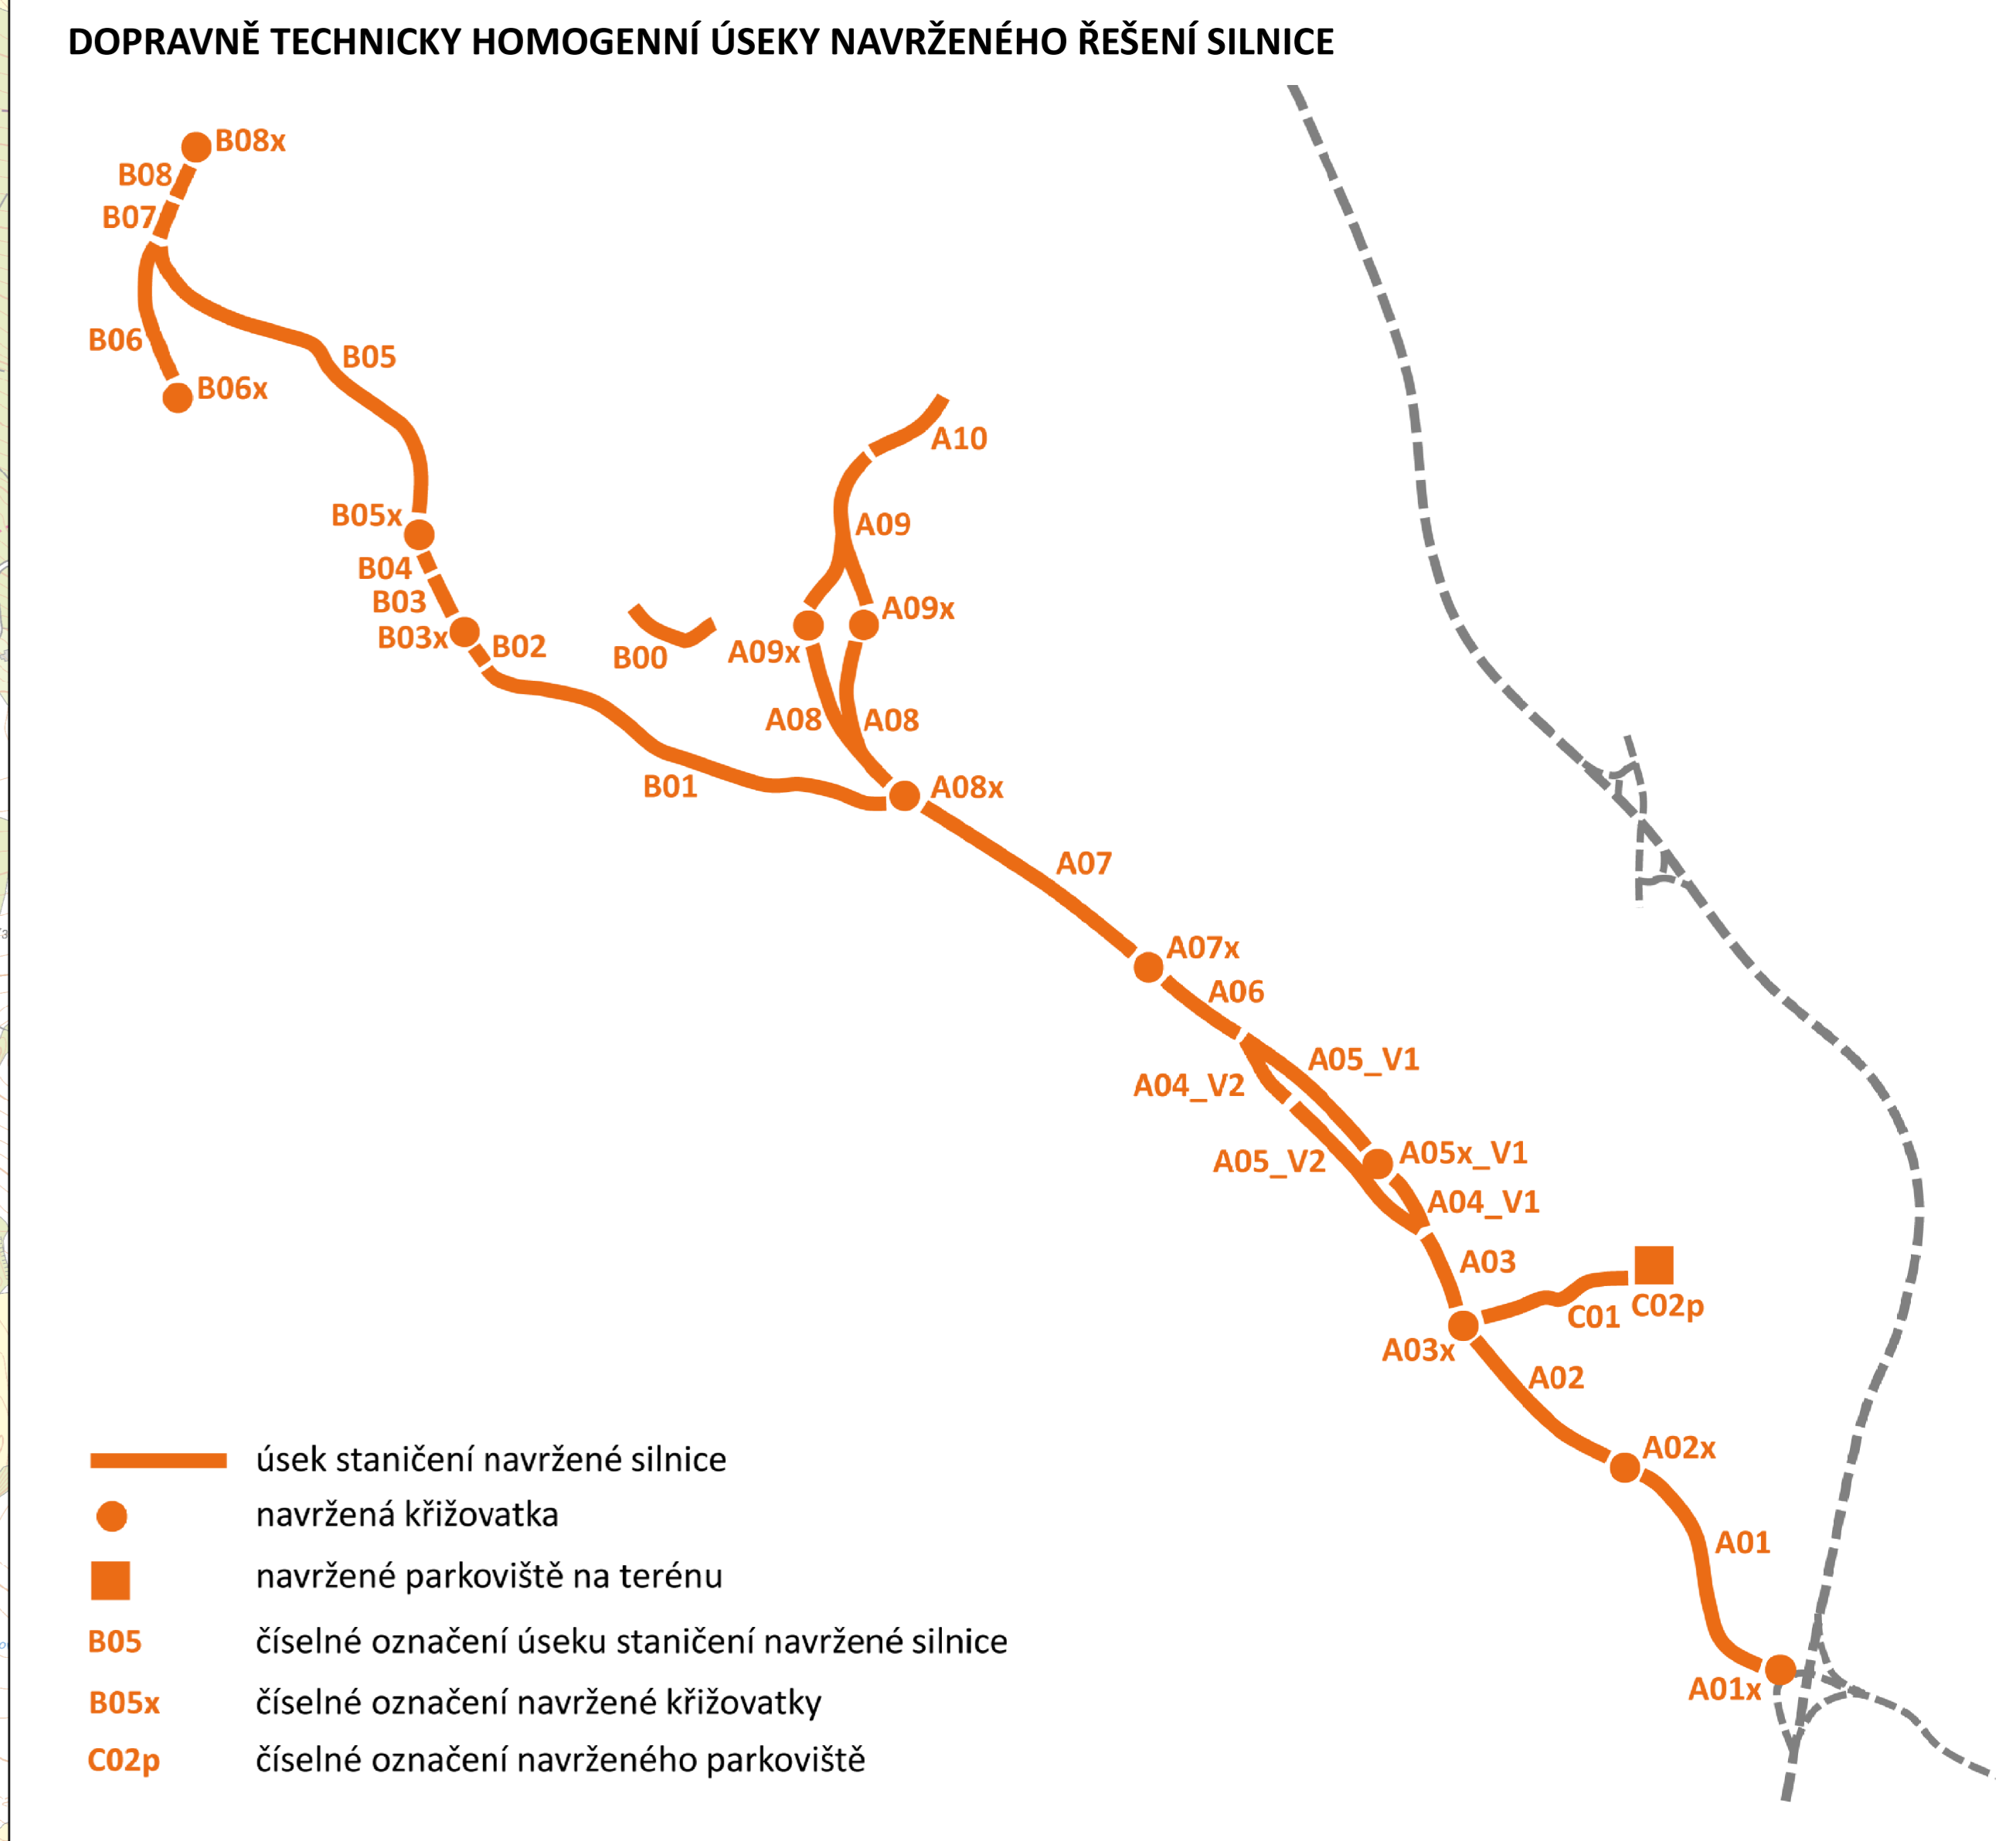 DOPRAVNĚ TECHNICKY HOMOGENNÍ ÚSEKY NAVRŽENÉHO ŘEŠENÍ SILNICE
B08x
B08
B07
B06
B05
B06x
A10
B05x
A09
B04
B03
A09x
B03x
B02
B00
A09x
A08
A08
B01
A08x
A07
A07x
A06
A05_V1
A04_V2
A05x_V1
A05_V2
A04_V1
A03
C01
C02p
A03x
A02
A02x
A01
A01x
úsek staničení navržené silnice
navržená křižovatka
navržené parkoviště na terénu
B05 číselné označení úseku staničení navržené silnice
B05x číselné označení navržené křižovatky
C02p číselné označení navrženého parkoviště